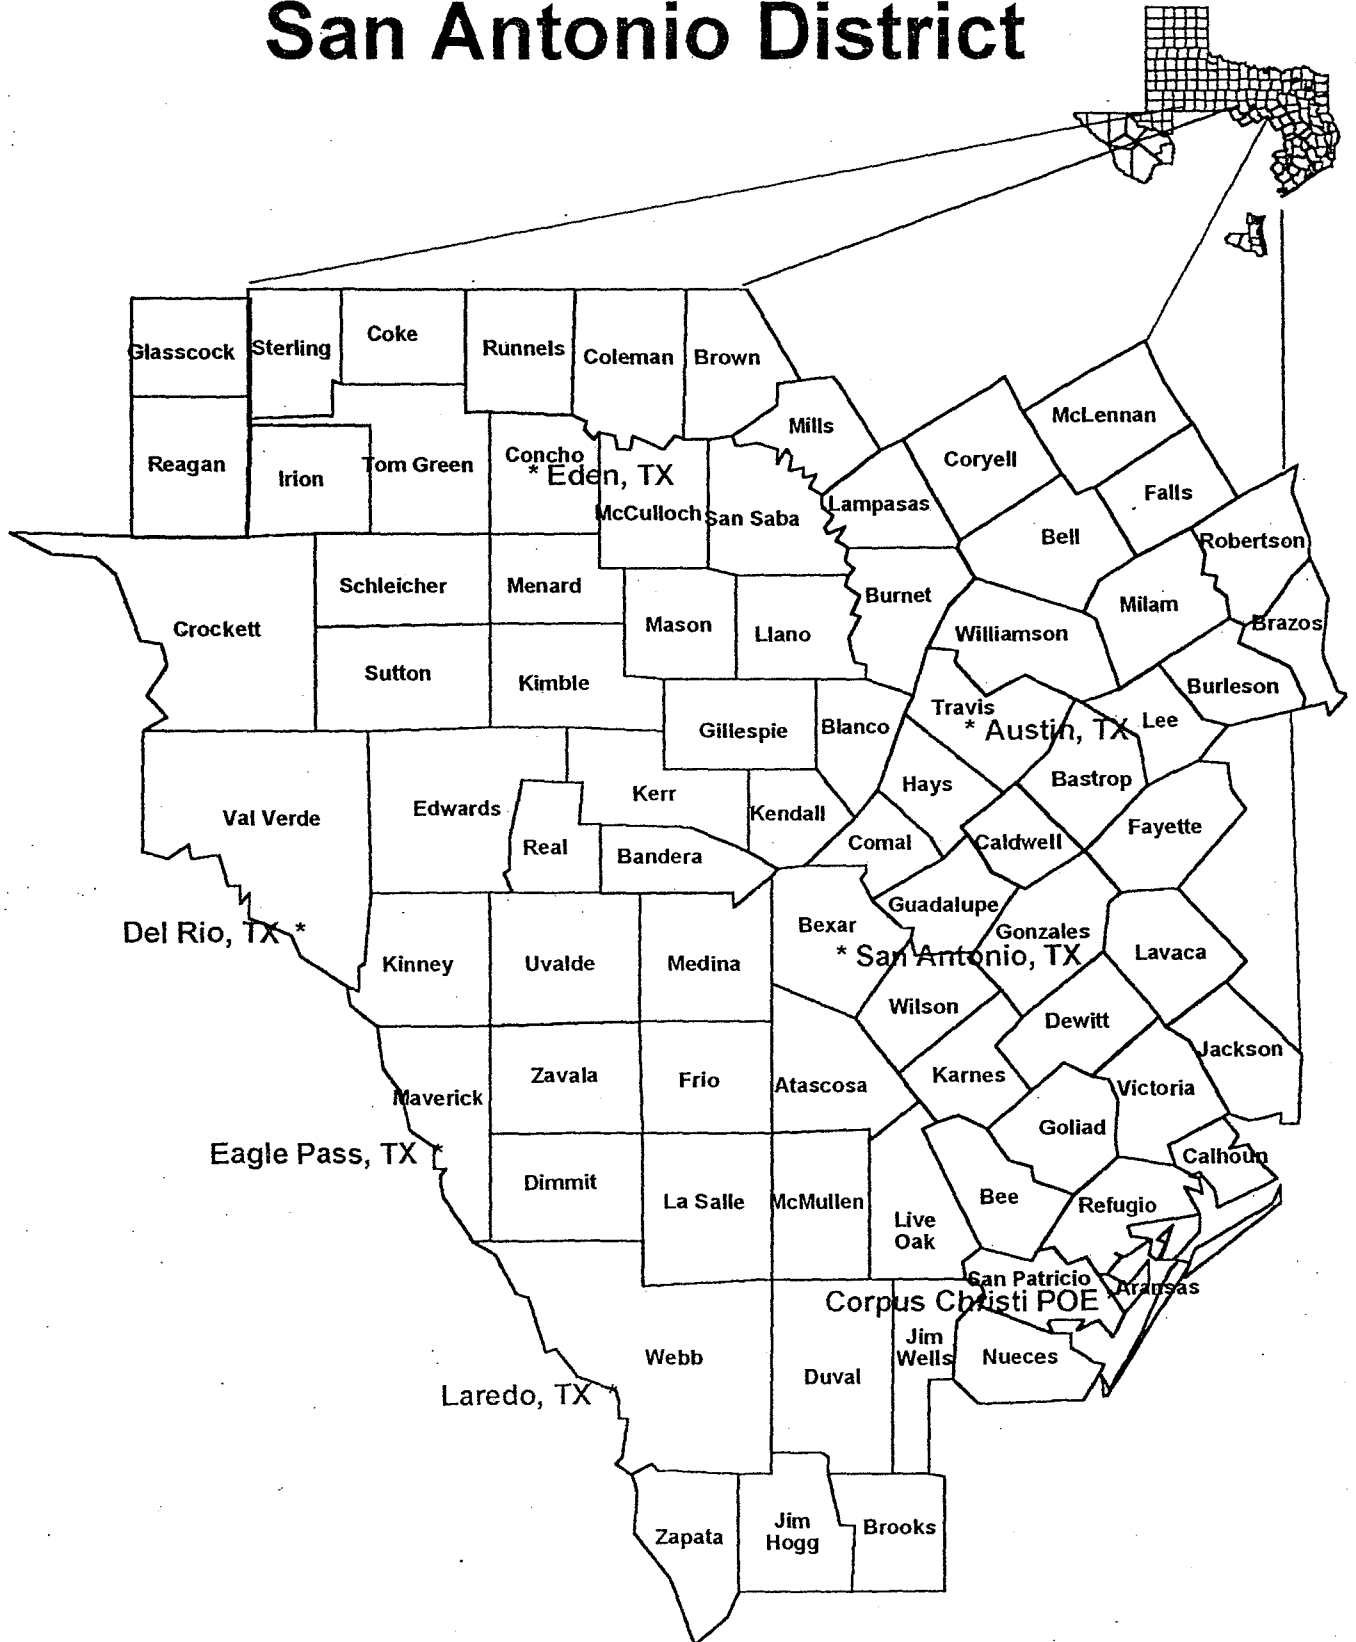 San Antonio District
Glasscock
Sterling
Coke
Runnels
Coleman
Brown
Mills
McLennan
Coryell
Reagan
Irion
Tom Green
Concho
* Eden, TX
McCulloch
San Saba
Lampasas
Falls
Bell
Robertson
Schleicher
Menard
Mason
Llano
Burnet
Milam
Brazos
Crockett
Williamson
Sutton
Kimble
Burleson
Travis
* Austin, TX
Lee
Gillespie
Blanco
Hays
Bastrop
Val Verde
Edwards
Kerr
Kendall
Real
Bandera
Comal
Caldwell
Fayette
Guadalupe
Bexar
Gonzales
Del Rio, TX *
* San Antonio, TX
Lavaca
Kinney
Uvalde
Medina
Wilson
Dewitt
Jackson
Zavala
Frio
Atascosa
Karnes
Victoria
Maverick
Goliad
Eagle Pass, TX *
Calhoun
Dimmit
La Salle
McMullen
Bee
Refugio
Live
Oak
San Patricio
Aransas
Corpus Christi POE
Jim
Wells
Nueces
Webb
Duval
Laredo, TX *
Zapata
Jim
Hogg
Brooks